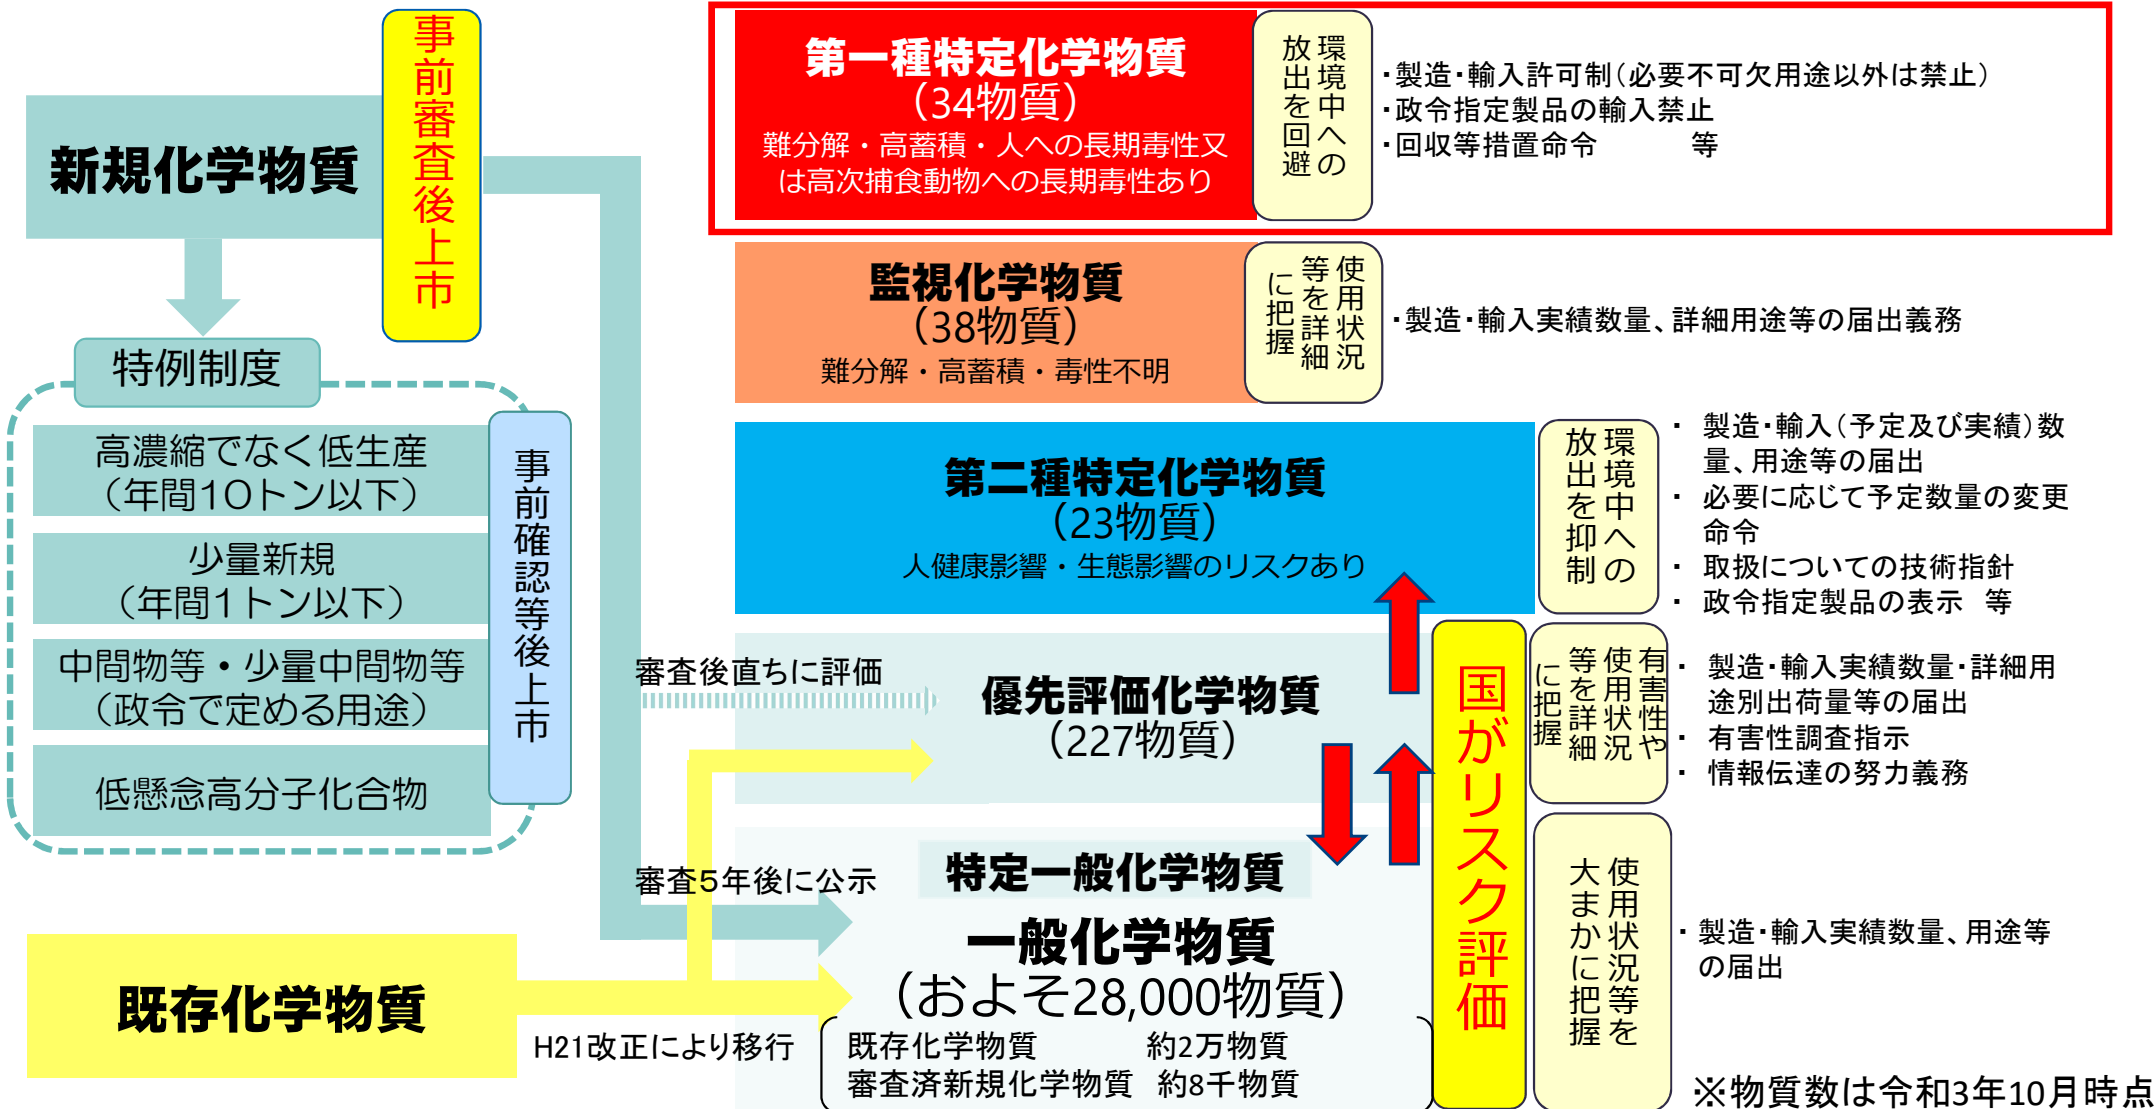 新規化学物質
事前審査後上市
特例制度
高濃縮でなく低生産
（年間10トン以下）
少量新規
（年間1トン以下）
中間物等・少量中間物等
（政令で定める用途）
低懸念高分子化合物
事前確認等後上市
既存化学物質
審査後直ちに評価
審査5年後に公示
H21改正により移行
第一種特定化学物質
（34物質）
難分解・高蓄積・人への長期毒性又
は高次捕食動物への長期毒性あり
環境中への
放出を回避
・製造・輸入許可制（必要不可欠用途以外は禁止）
・政令指定製品の輸入禁止
・回収等措置命令　　　等
監視化学物質
（38物質）
難分解・高蓄積・毒性不明
使用状況
等を詳細
に把握
・製造・輸入実績数量、詳細用途等の届出義務
第二種特定化学物質
（23物質）
人健康影響・生態影響のリスクあり
環境中への
放出を抑制
・ 製造・輸入（予定及び実績）数
量、用途等の届出
・ 必要に応じて予定数量の変更
命令
・ 取扱についての技術指針
・ 政令指定製品の表示　等
優先評価化学物質
（227物質）
国がリスク評価
有害性や
使用状況
等を詳細
に把握
・ 製造・輸入実績数量・詳細用
途別出荷量等の届出
・ 有害性調査指示
・ 情報伝達の努力義務
特定一般化学物質
一般化学物質
（およそ28,000物質）
既存化学物質　　　約2万物質
審査済新規化学物質　約8千物質
使用状況等を
大まかに把握
・ 製造・輸入実績数量、用途等
の届出
※物質数は令和3年10月時点